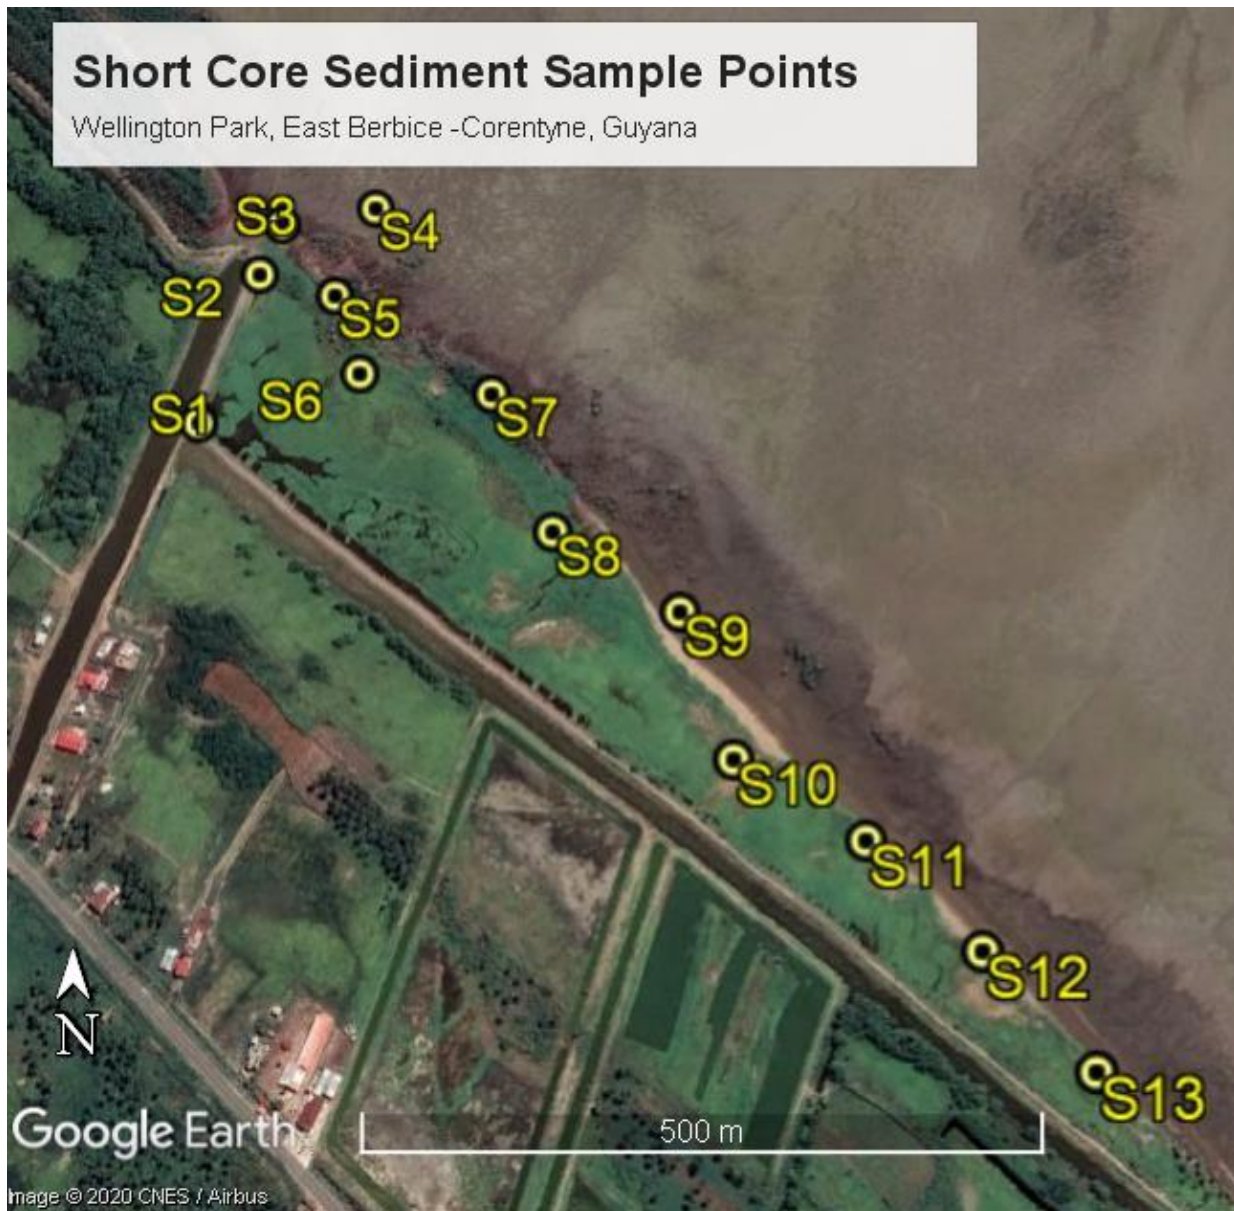 Short Core Sediment Sample Points
Wellington Park, East Berbice -Corentyne, Guyana
S3
S4
S2
S5
S6
S1
S7
S8
S9
S10
S11
S12
S13
N
Google Earth
500 m
Image © 2020 CNES / Airbus